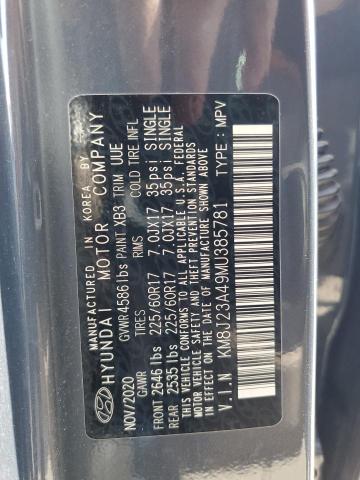 MANUFACTURED IN KOREA BY
HYUNDAI MOTOR COMPANY
NOV/2020 GVWR 4586 lbs PAINT XB3 TRIM UUE
GAWR TIRES RIMS COLD TIRE INFL
FRONT 2646 lbs 225/60R17 7.0JX17 35psi SINGLE
REAR 2535 lbs 225/60R17 7.0JX17 35psi SINGLE
THIS VEHICLE CONFORMS TO ALL APPLICABLE U.S.A. FEDERAL
MOTOR VEHICLE SAFETY, BUMPER, AND THEFT PREVENTION
STANDARDS IN EFFECT ON THE DATE OF MANUFACTURE SHOWN ABOVE
V.I.N KM8J23A49MU385781 TYPE : MPV